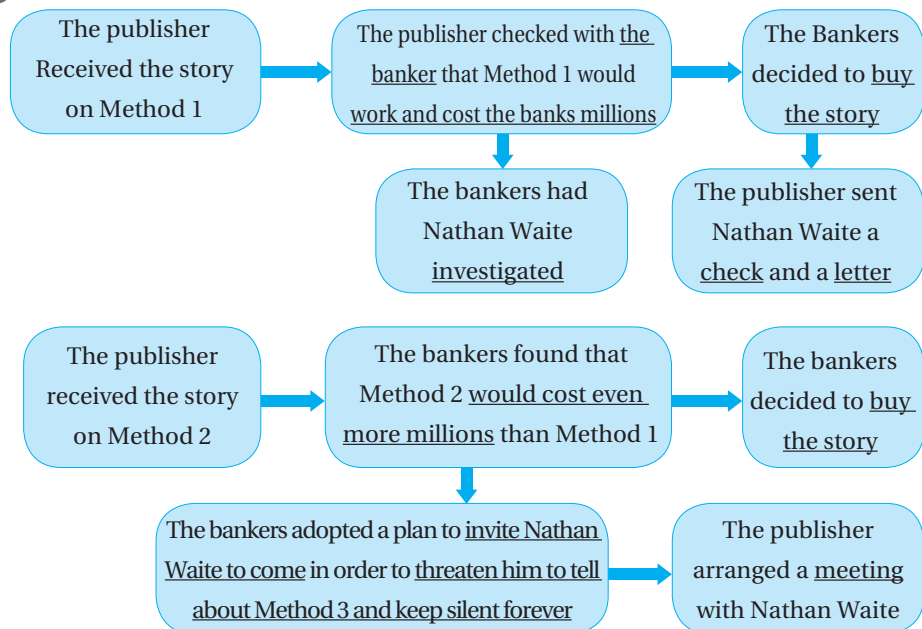 The publisher
Received the story
on Method 1
The publisher checked with the
banker that Method 1 would
work and cost the banks millions
The Bankers
decided to buy
the story
The bankers had
Nathan Waite
investigated
The publisher sent
Nathan Waite a
check and a letter
The publisher
received the story
on Method 2
The bankers found that
Method 2 would cost even
more millions than Method 1
The bankers
decided to buy
the story
The bankers adopted a plan to invite Nathan
Waite to come in order to threaten him to tell
about Method 3 and keep silent forever
The publisher
arranged a meeting
with Nathan Waite